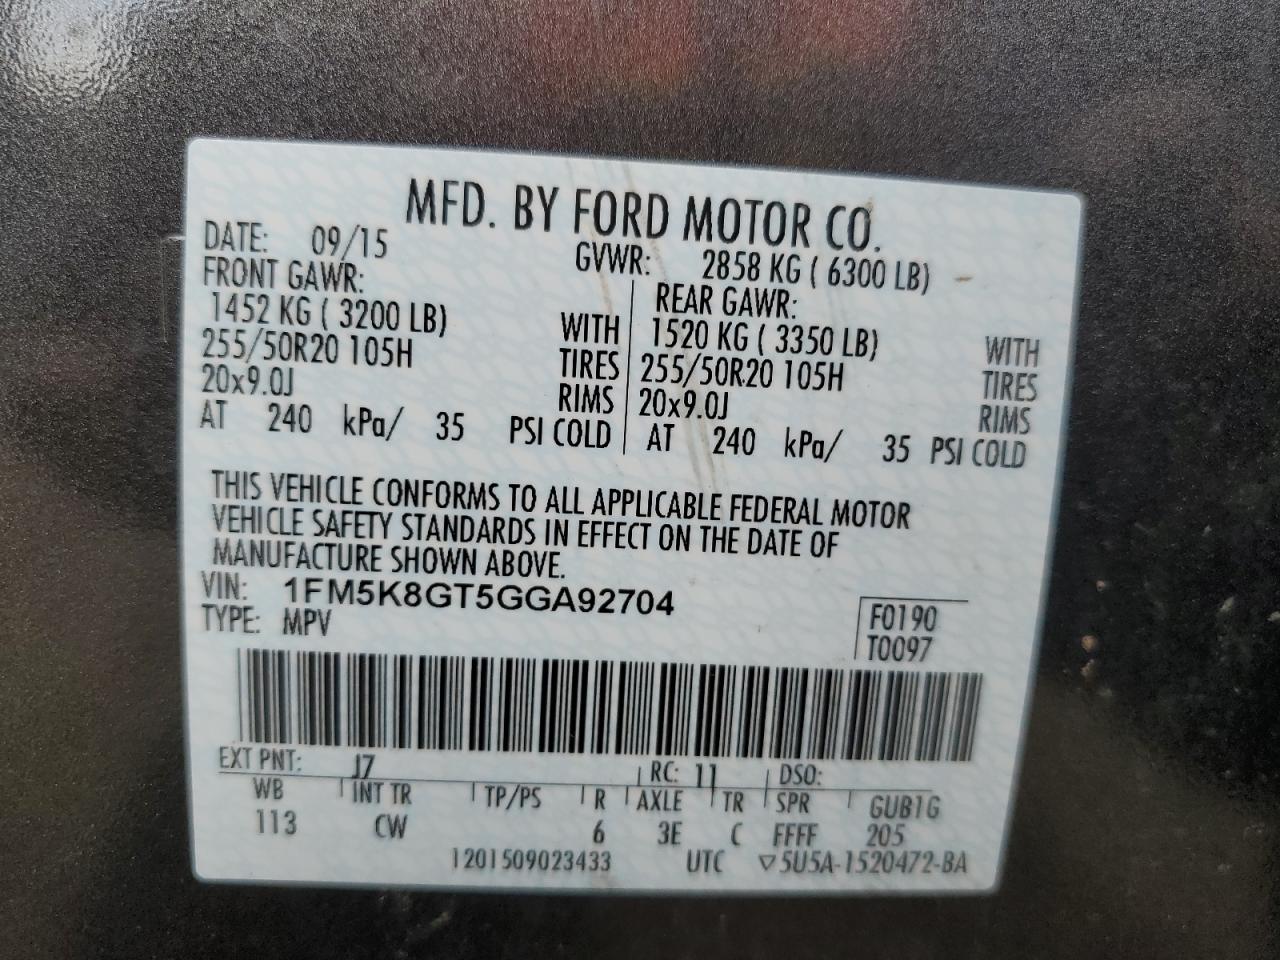 MFD. BY FORD MOTOR CO.
DATE: 09/15 GVWR: 2858 KG ( 6300 LB)
FRONT GAWR: REAR GAWR:
1452 KG ( 3200 LB) WITH 1520 KG ( 3350 LB) WITH
255/50R20 105H TIRES 255/50R20 105H TIRES
20x9.0J RIMS 20x9.0J RIMS
AT 240 kPa/ 35 PSI COLD AT 240 kPa/ 35 PSI COLD
THIS VEHICLE CONFORMS TO ALL APPLICABLE FEDERAL MOTOR
VEHICLE SAFETY STANDARDS IN EFFECT ON THE DATE OF
MANUFACTURE SHOWN ABOVE.
VIN: 1FM5K8GT5GGA92704 F0190
TYPE: MPV T0097
EXT PNT: J7 RC: 11 DSO:
WB INT TR TP/PS R AXLE TR SPR GUB1G
113 CW 6 3E C FFFF 205
1201509023433 UTC ▽5U5A-1520472-BA